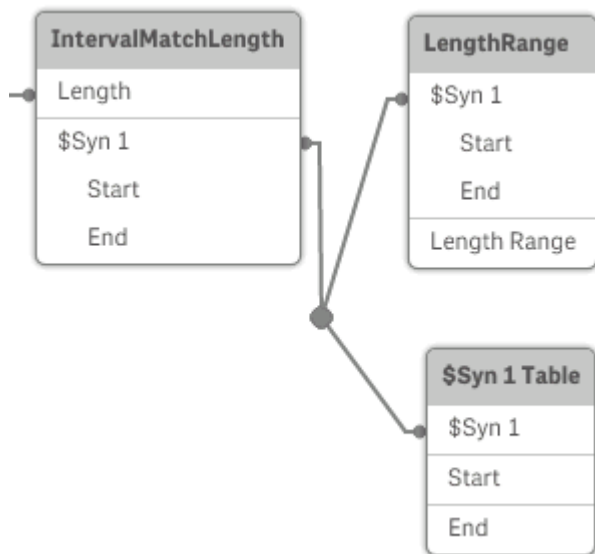 IntervalMatchLength
Length
$Syn 1
Start
End
LengthRange
$Syn 1
Start
End
Length Range
$Syn 1 Table
$Syn 1
Start
End